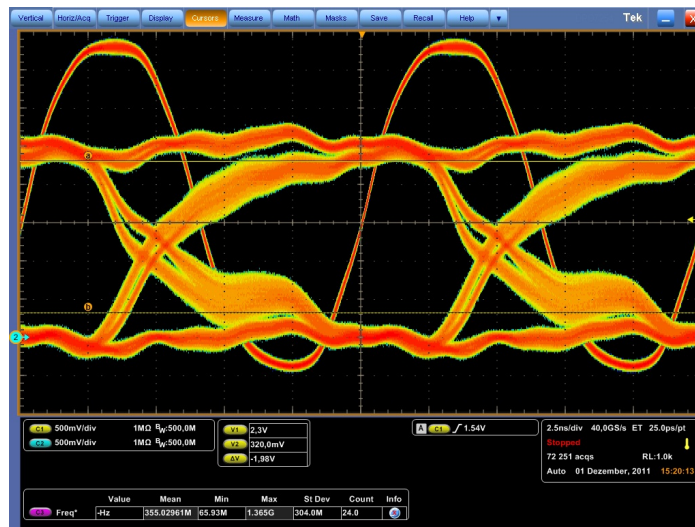 Vertical Horiz/Acq Trigger Display Cursors Measure Math Masks Save Recall Help Tek X
a
b
2
C1 500mV/div 1MΩ BW:500,0M
C2 500mV/div 1MΩ BW:500,0M
V1 2,3V
V2 320,0mV
ΔV -1,98V
A C1 1.54V
2.5ns/div 40,0GS/s ET 25.0ps/pt
Stopped
72 251 acqs RL:1.0k
Auto 01 Dezember, 2011 15:20:13
Value Mean Min Max St Dev Count Info
Freq* -Hz 355.02961M 65.93M 1.365G 304.0M 24.0